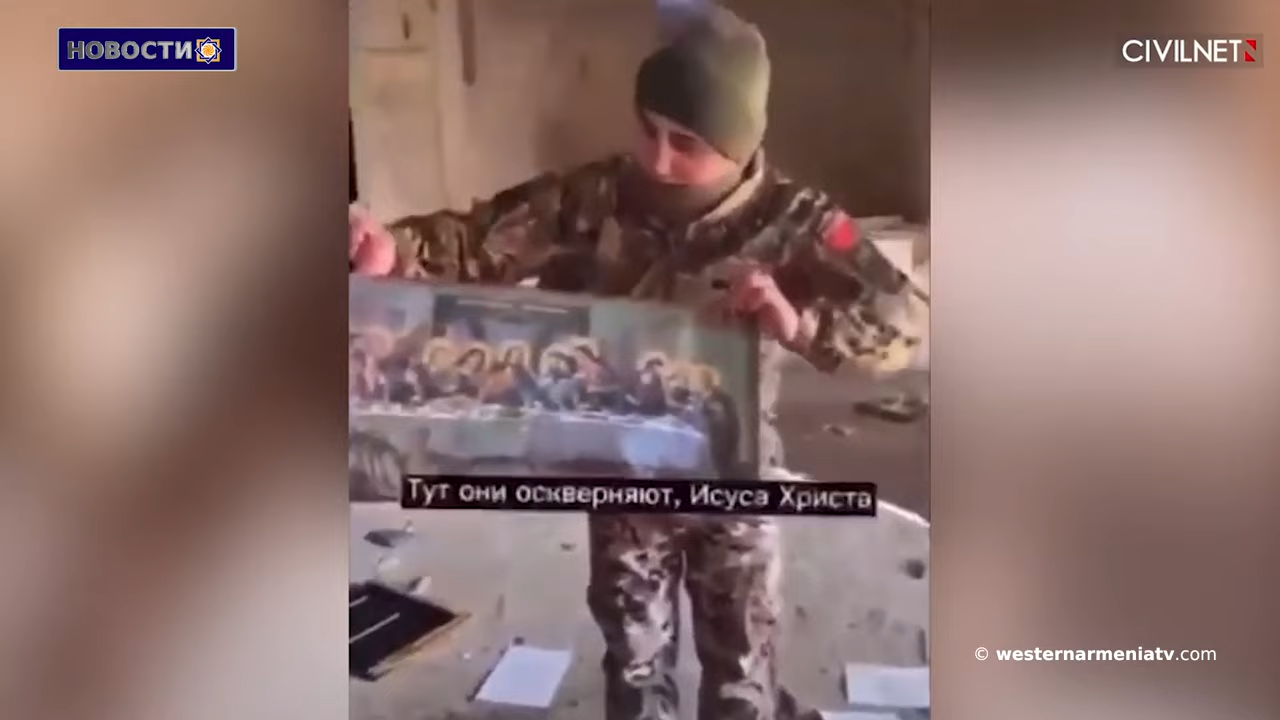 НОВОСТИ
CIVILNET
Тут они оскверняют, Исуса Христа
© westernarmeniatv.com